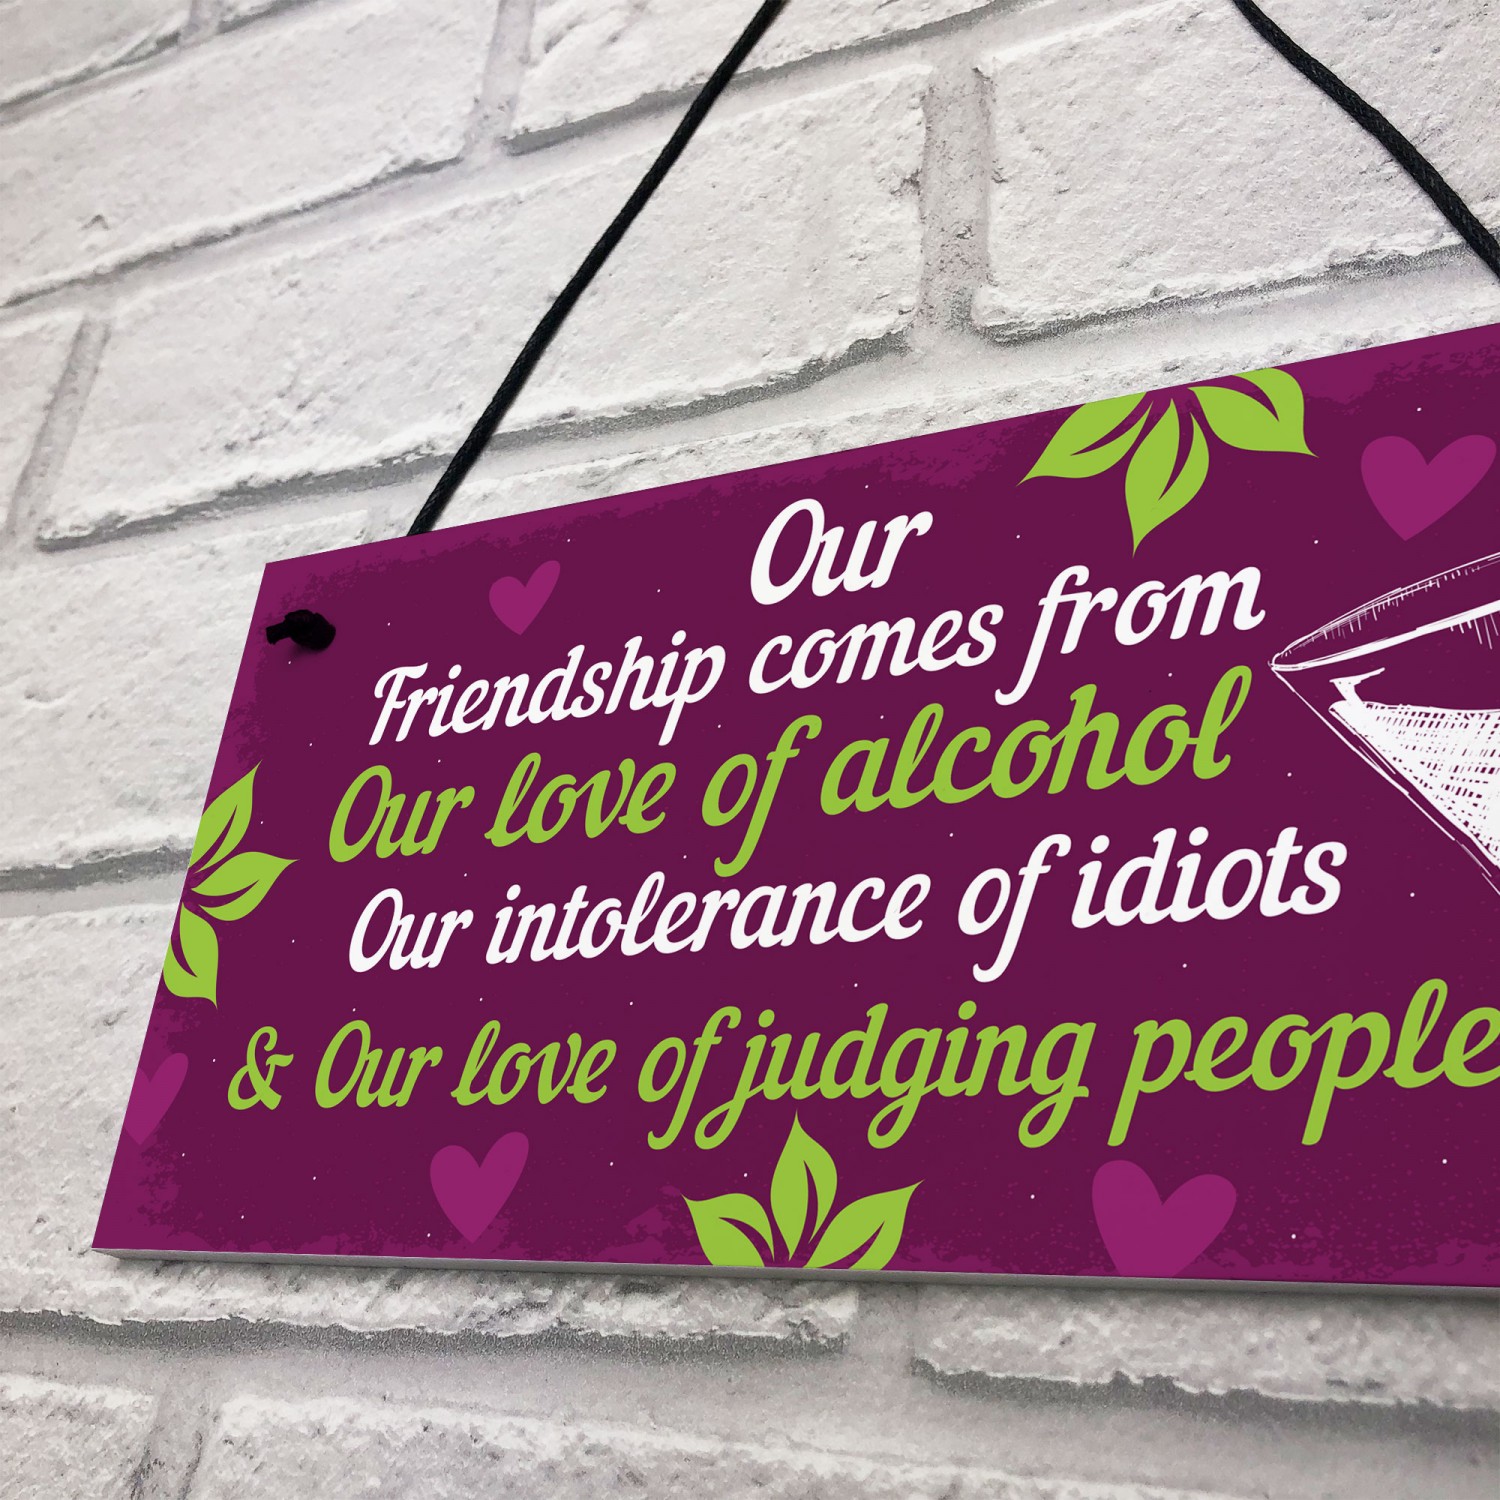 Our
Friendship comes from
Our love of alcohol
Our intolerance of idiots
& Our love of judging people